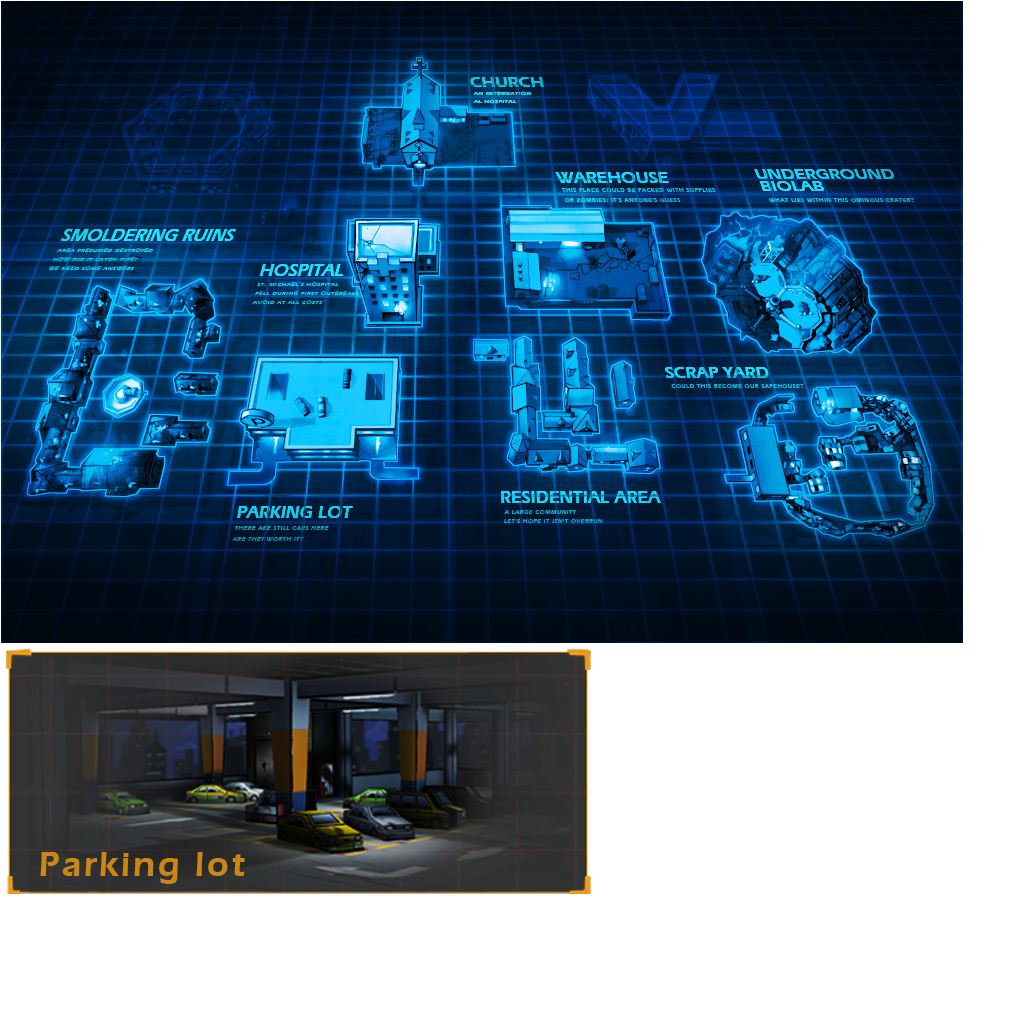 CHURCH
AN INTERNATION
AL HOSPITAL
WAREHOUSE
THIS PLACE COULD BE PACKED WITH SUPPLIES
OR ZOMBIES; IT'S ANYONE'S GUESS
UNDERGROUND
BIOLAB
WHAT LIES WITHIN THIS OMINOUS CRATER?
SMOLDERING RUINS
AREA PRESUMED DESTROYED
HOW DID IT CATCH FIRE?
WE NEED SOME ANSWERS
HOSPITAL
ST. MICHAEL'S HOSPITAL
FELL DURING FIRST OUTBREAKS
AVOID AT ALL COSTS
SCRAP YARD
COULD THIS BECOME OUR SAFEHOUSE?
PARKING LOT
THERE ARE STILL CARS HERE
ARE THEY WORTH IT?
RESIDENTIAL AREA
A LARGE COMMUNITY
LET'S HOPE IT ISN'T OVERRUN
Parking lot